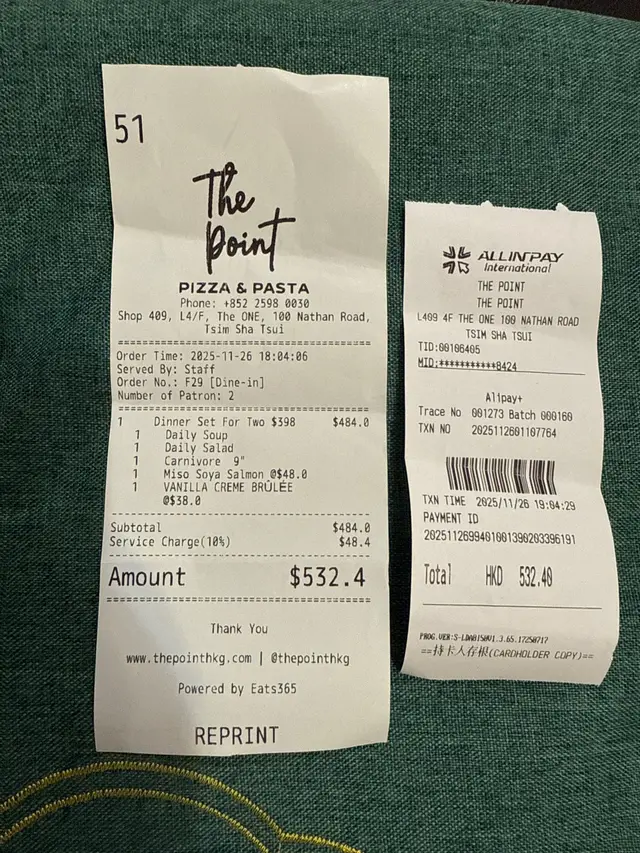 51
The
Point
PIZZA & PASTA
Phone: +852 2598 0030
Shop 409, L4/F, The ONE, 100 Nathan Road,
Tsim Sha Tsui
Order Time: 2025-11-26 18:04:06
Served By: Staff
Order No.: F29 [Dine-in]
Number of Patron: 2
1 Dinner Set For Two $398 $484.0
1 Daily Soup
1 Daily Salad
1 Carnivore 9"
1 Miso Soya Salmon @$48.0
1 VANILLA CREME BRÛLÉE
@$38.0
Subtotal $484.0
Service Charge(10%) $48.4
Amount $532.4
Thank You
www.thepointhkg.com | @thepointhkg
Powered by Eats365
REPRINT
ALLINPAY
International
THE POINT
THE POINT
L409 4F THE ONE 100 NATHAN ROAD
TSIM SHA TSUI
TID:00106405
MID:***********8424
Alipay+
Trace No 001273 Batch 000160
TXN NO 2025112601107764
TXN TIME 2025/11/26 19:04:29
PAYMENT ID
2025112699401001390203396191
Total HKD 532.40
==持卡人存根(CARDHOLDER COPY)==